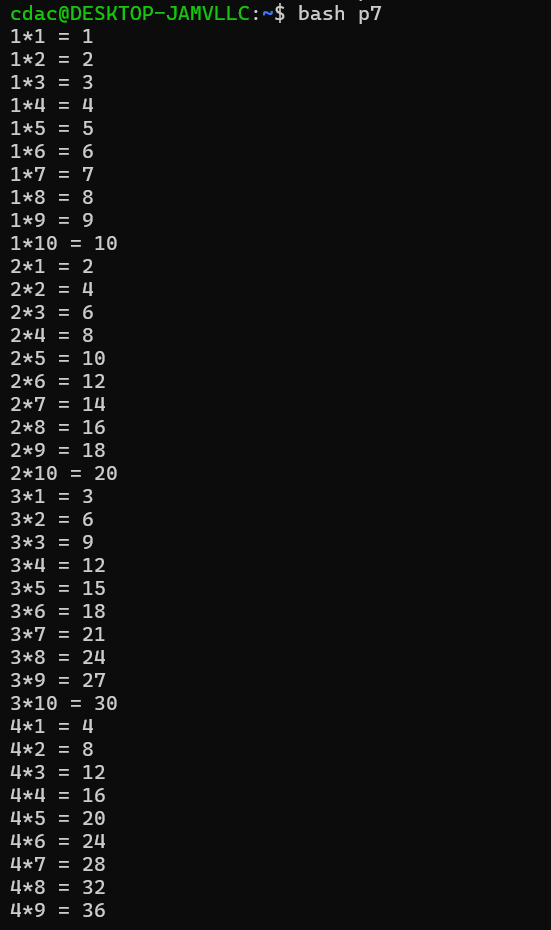 cdac@DESKTOP-JAMVLLC:~$ bash p7
1*1 = 1
1*2 = 2
1*3 = 3
1*4 = 4
1*5 = 5
1*6 = 6
1*7 = 7
1*8 = 8
1*9 = 9
1*10 = 10
2*1 = 2
2*2 = 4
2*3 = 6
2*4 = 8
2*5 = 10
2*6 = 12
2*7 = 14
2*8 = 16
2*9 = 18
2*10 = 20
3*1 = 3
3*2 = 6
3*3 = 9
3*4 = 12
3*5 = 15
3*6 = 18
3*7 = 21
3*8 = 24
3*9 = 27
3*10 = 30
4*1 = 4
4*2 = 8
4*3 = 12
4*4 = 16
4*5 = 20
4*6 = 24
4*7 = 28
4*8 = 32
4*9 = 36